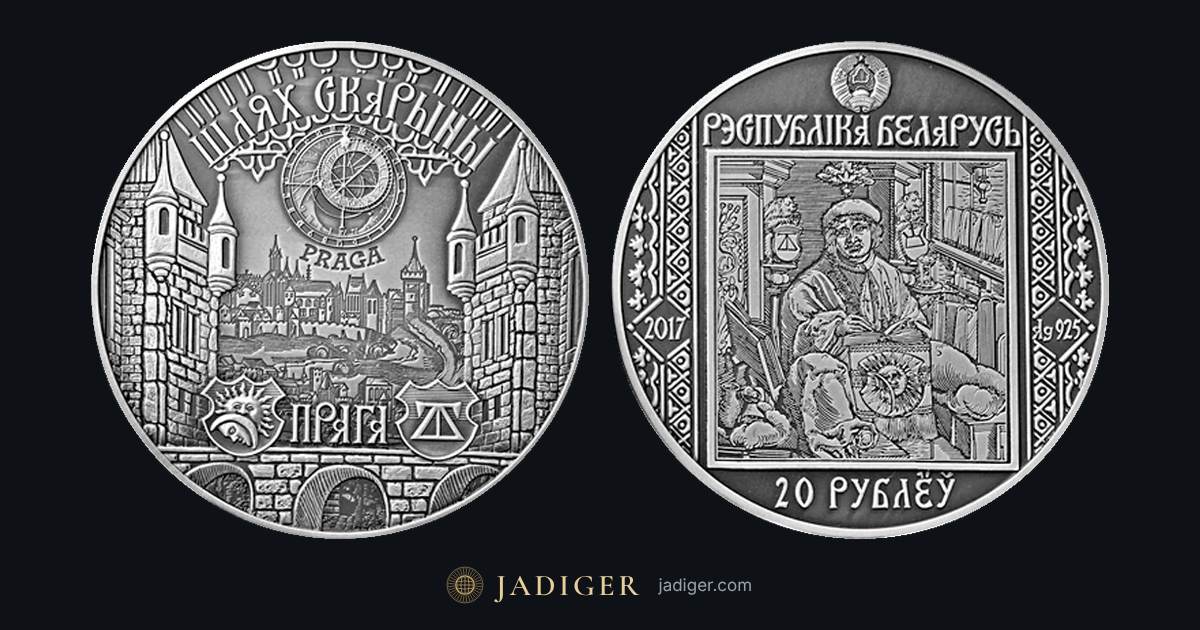 ШЛЯХ СКАРЫНЫ
PRAGA
ПРАГА
РЭСПУБЛІКА БЕЛАРУСЬ
2017
Ag 925
20 РУБЛЁЎ
JADIGER
jadiger.com